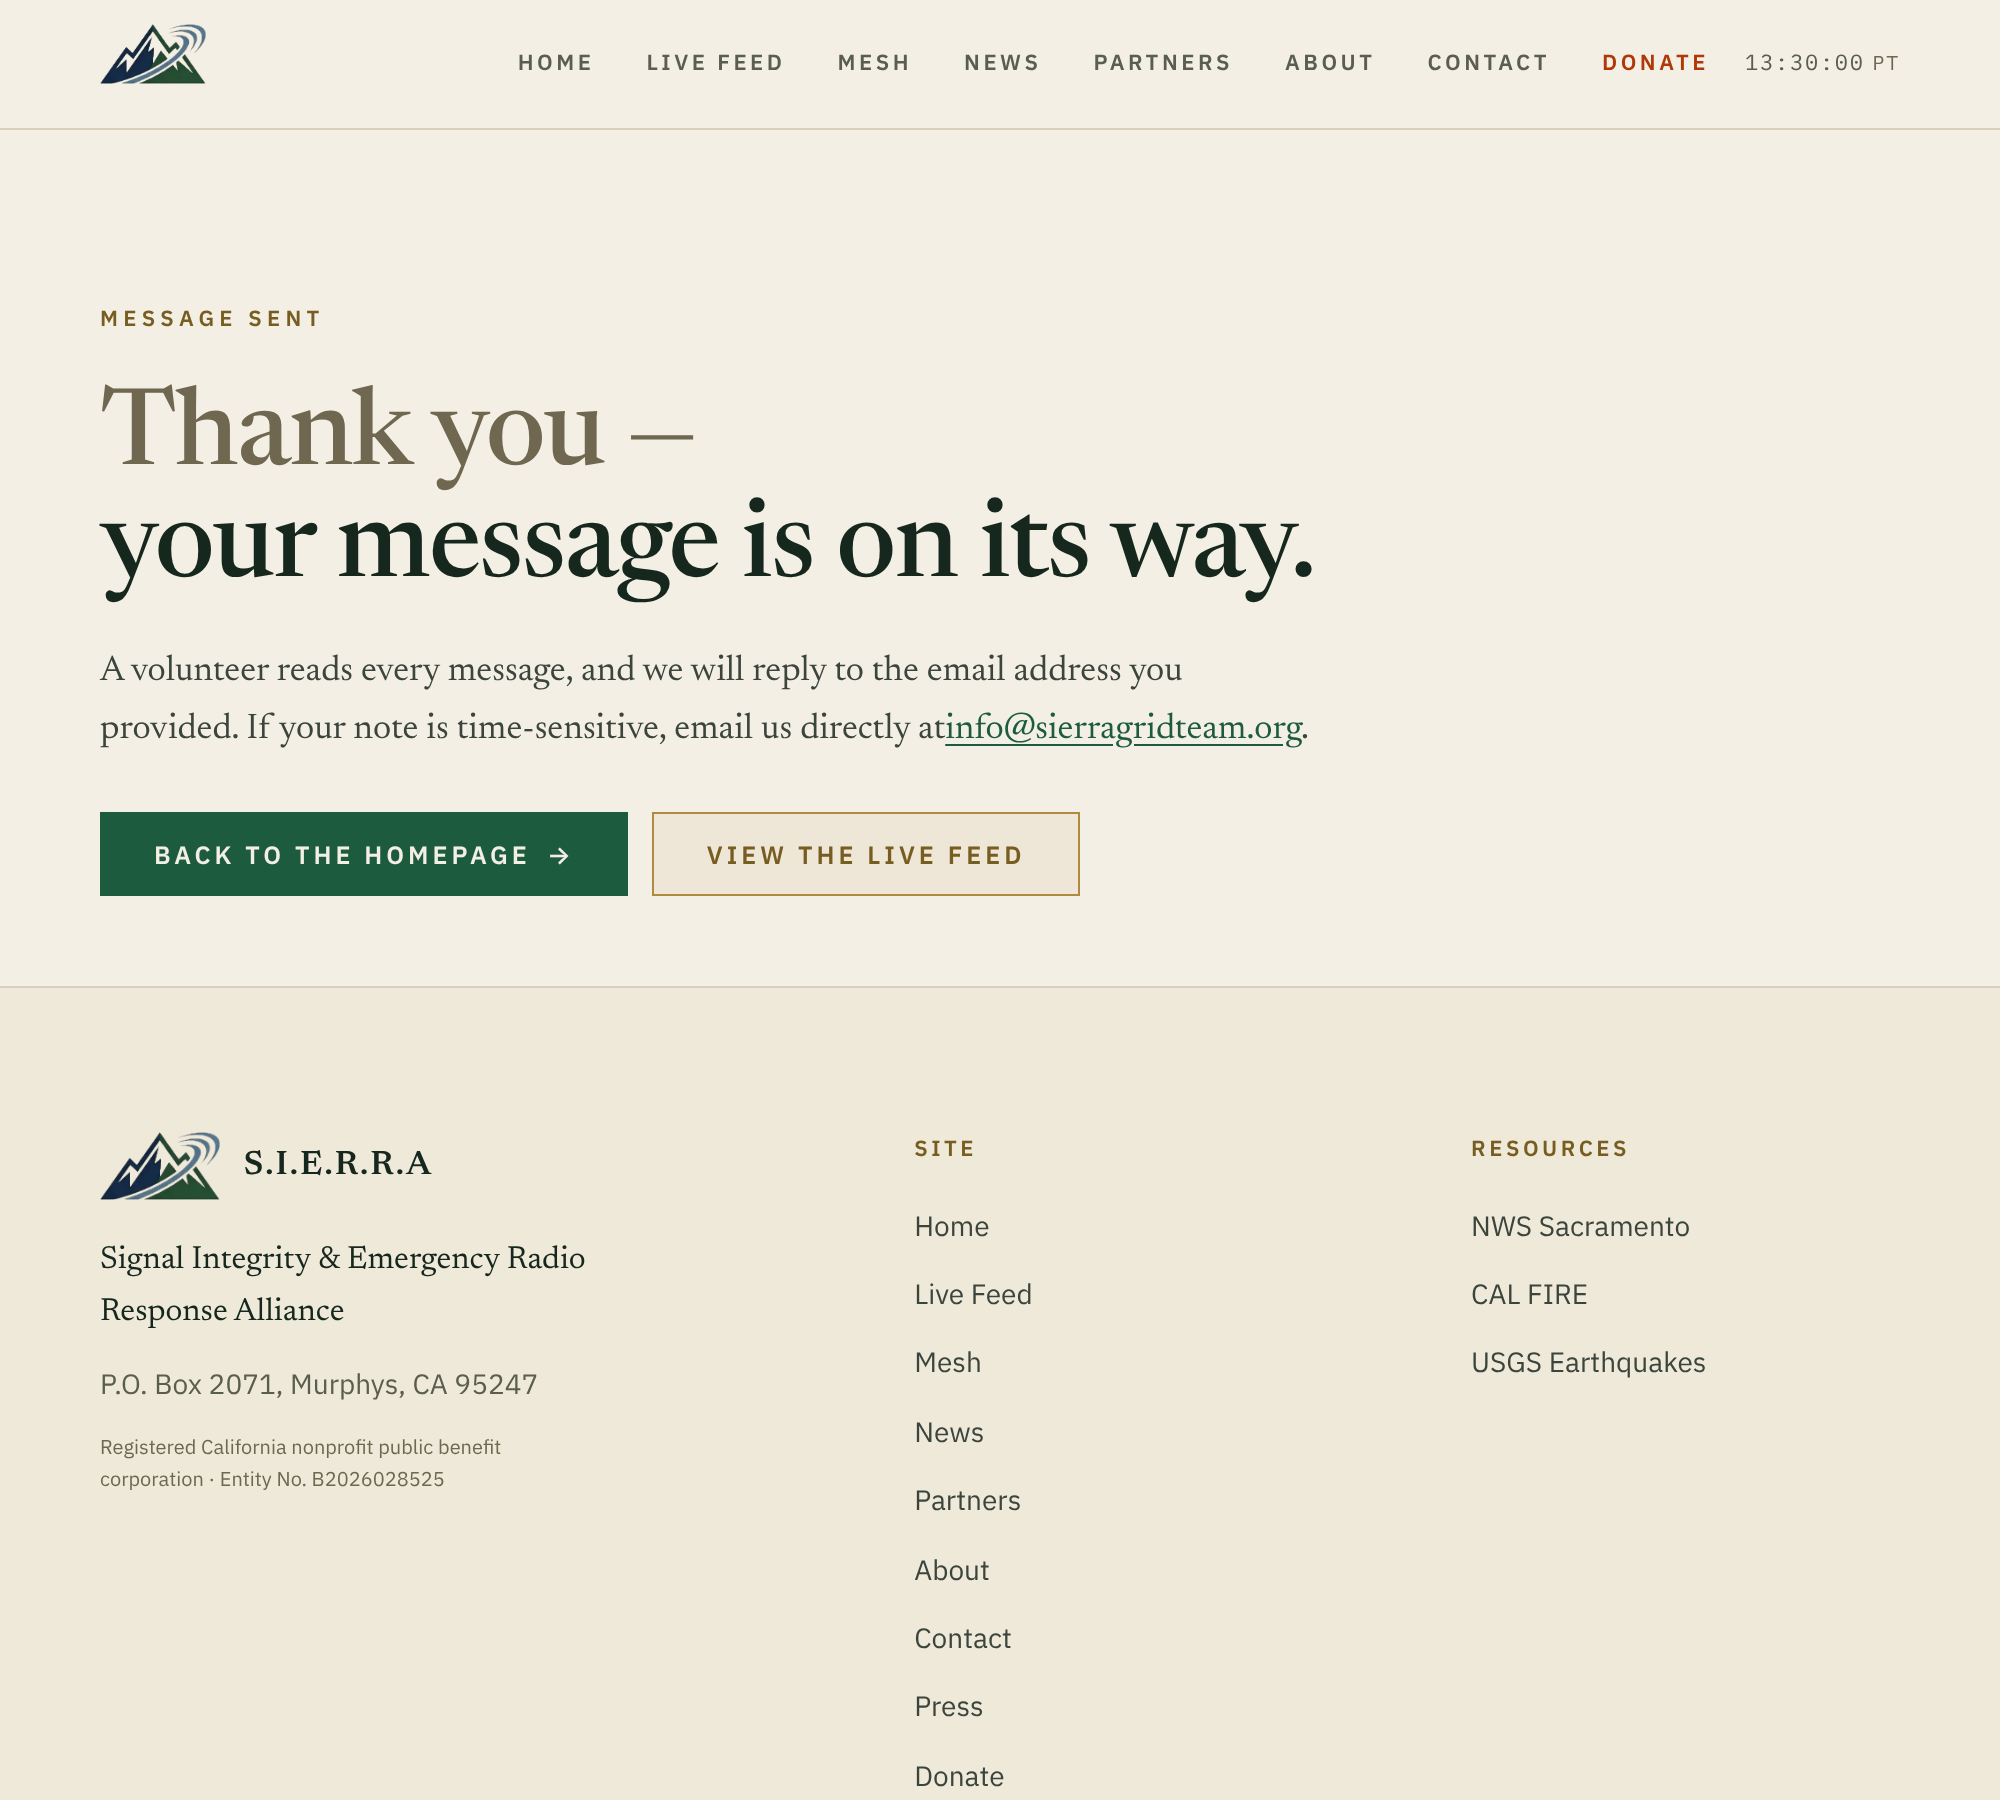 HOME LIVE FEED MESH NEWS PARTNERS ABOUT CONTACT DONATE 13:30:00 PT
MESSAGE SENT
Thank you —
your message is on its way.
A volunteer reads every message, and we will reply to the email address you
provided. If your note is time-sensitive, email us directly atinfo@sierragridteam.org.
BACK TO THE HOMEPAGE →
VIEW THE LIVE FEED
S.I.E.R.R.A
Signal Integrity & Emergency Radio
Response Alliance
P.O. Box 2071, Murphys, CA 95247
Registered California nonprofit public benefit
corporation · Entity No. B2026028525
SITE
Home
Live Feed
Mesh
News
Partners
About
Contact
Press
Donate
RESOURCES
NWS Sacramento
CAL FIRE
USGS Earthquakes